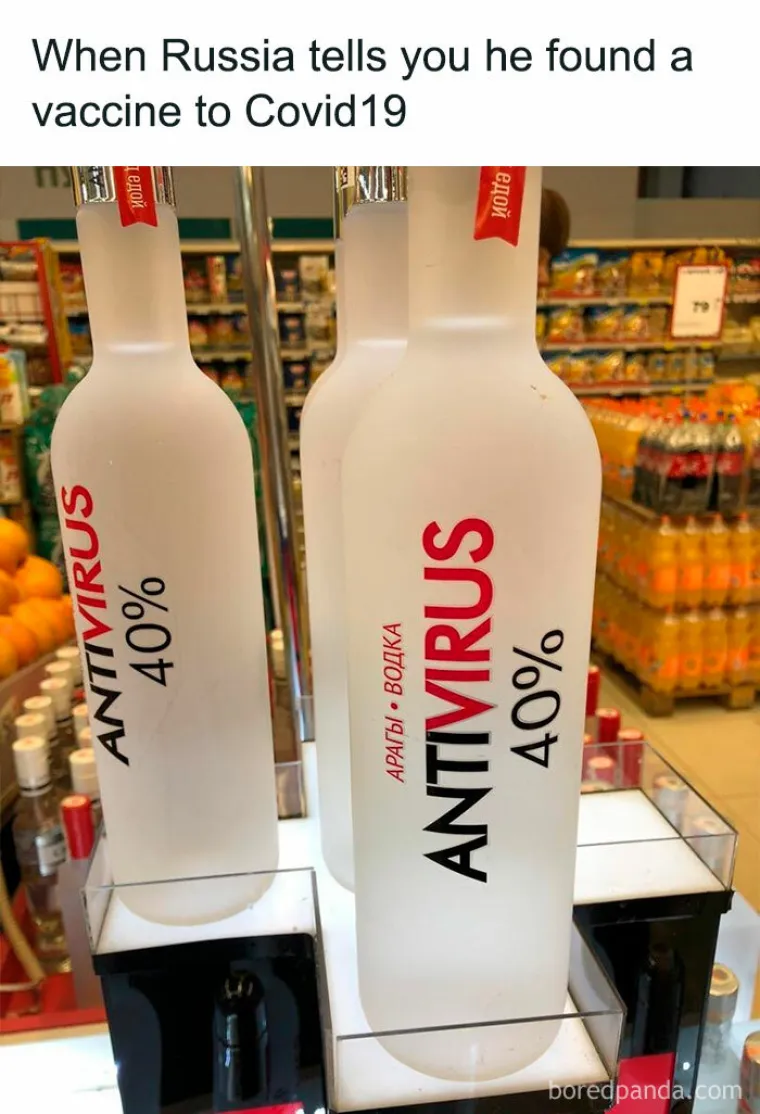 When Russia tells you he found a
vaccine to Covid19
ANTIVIRUS
40%
АРАГЫ • ВОДКА
ANTIVIRUS
40%
79
boredpanda.com